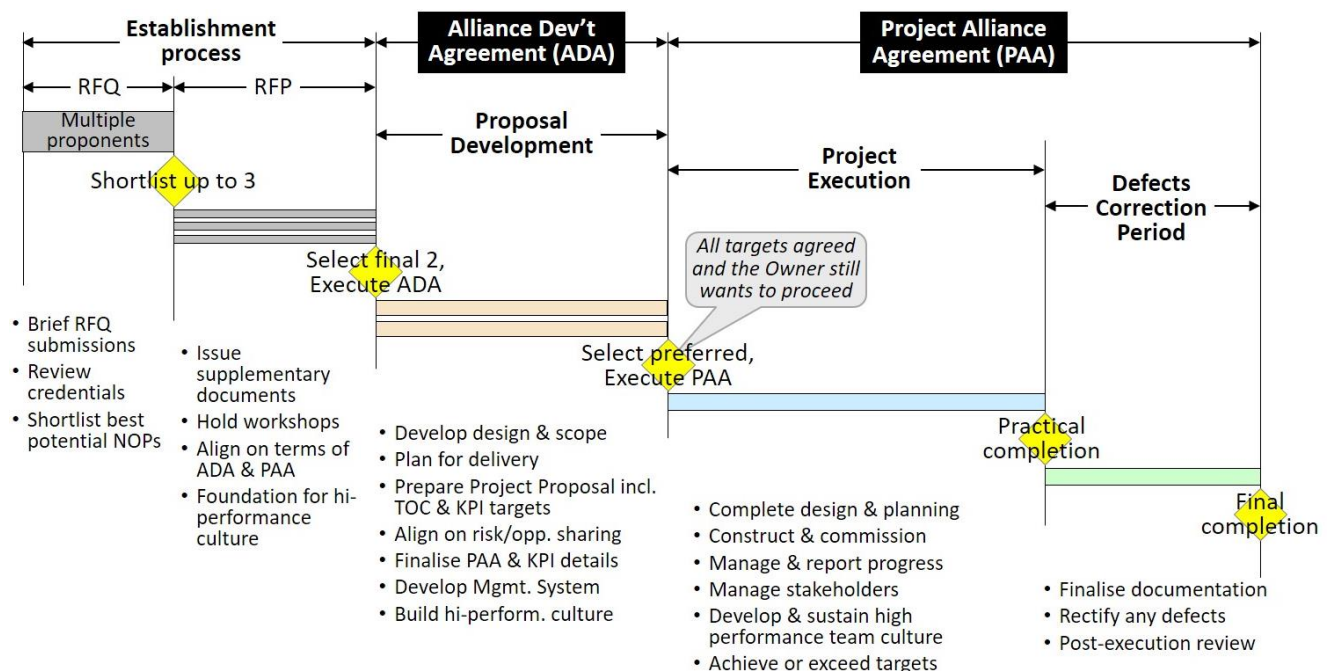 Establishment
process
Alliance Dev't
Agreement (ADA)
Project Alliance
Agreement (PAA)
RFQ
RFP
Multiple
proponents
Proposal
Development
Shortlist up to 3
Project
Execution
Defects
Correction
Period
Select final 2,
Execute ADA
All targets agreed
and the Owner still
wants to proceed
Select preferred,
Execute PAA
Practical
completion
Final
completion
• Brief RFQ
submissions
• Review
credentials
• Shortlist best
potential NOPs
• Issue
supplementary
documents
• Hold workshops
• Align on terms of
ADA & PAA
• Foundation for hi-
performance
culture
• Develop design & scope
• Plan for delivery
• Prepare Project Proposal incl.
TOC & KPI targets
• Align on risk/opp. sharing
• Finalise PAA & KPI details
• Develop Mgmt. System
• Build hi-perform. culture
• Complete design & planning
• Construct & commission
• Manage & report progress
• Manage stakeholders
• Develop & sustain high
performance team culture
• Achieve or exceed targets
• Finalise documentation
• Rectify any defects
• Post-execution review